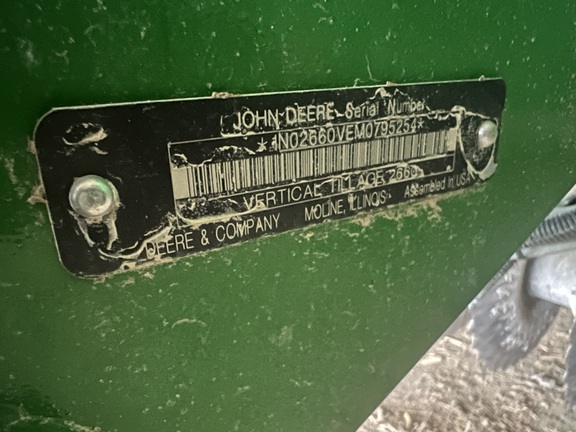 JOHN DEERE Serial Number
*1N02660VEM0795254*
VERTICAL TILLAGE 2660
DEERE & COMPANY MOLINE, ILLINOIS Assembled in USA